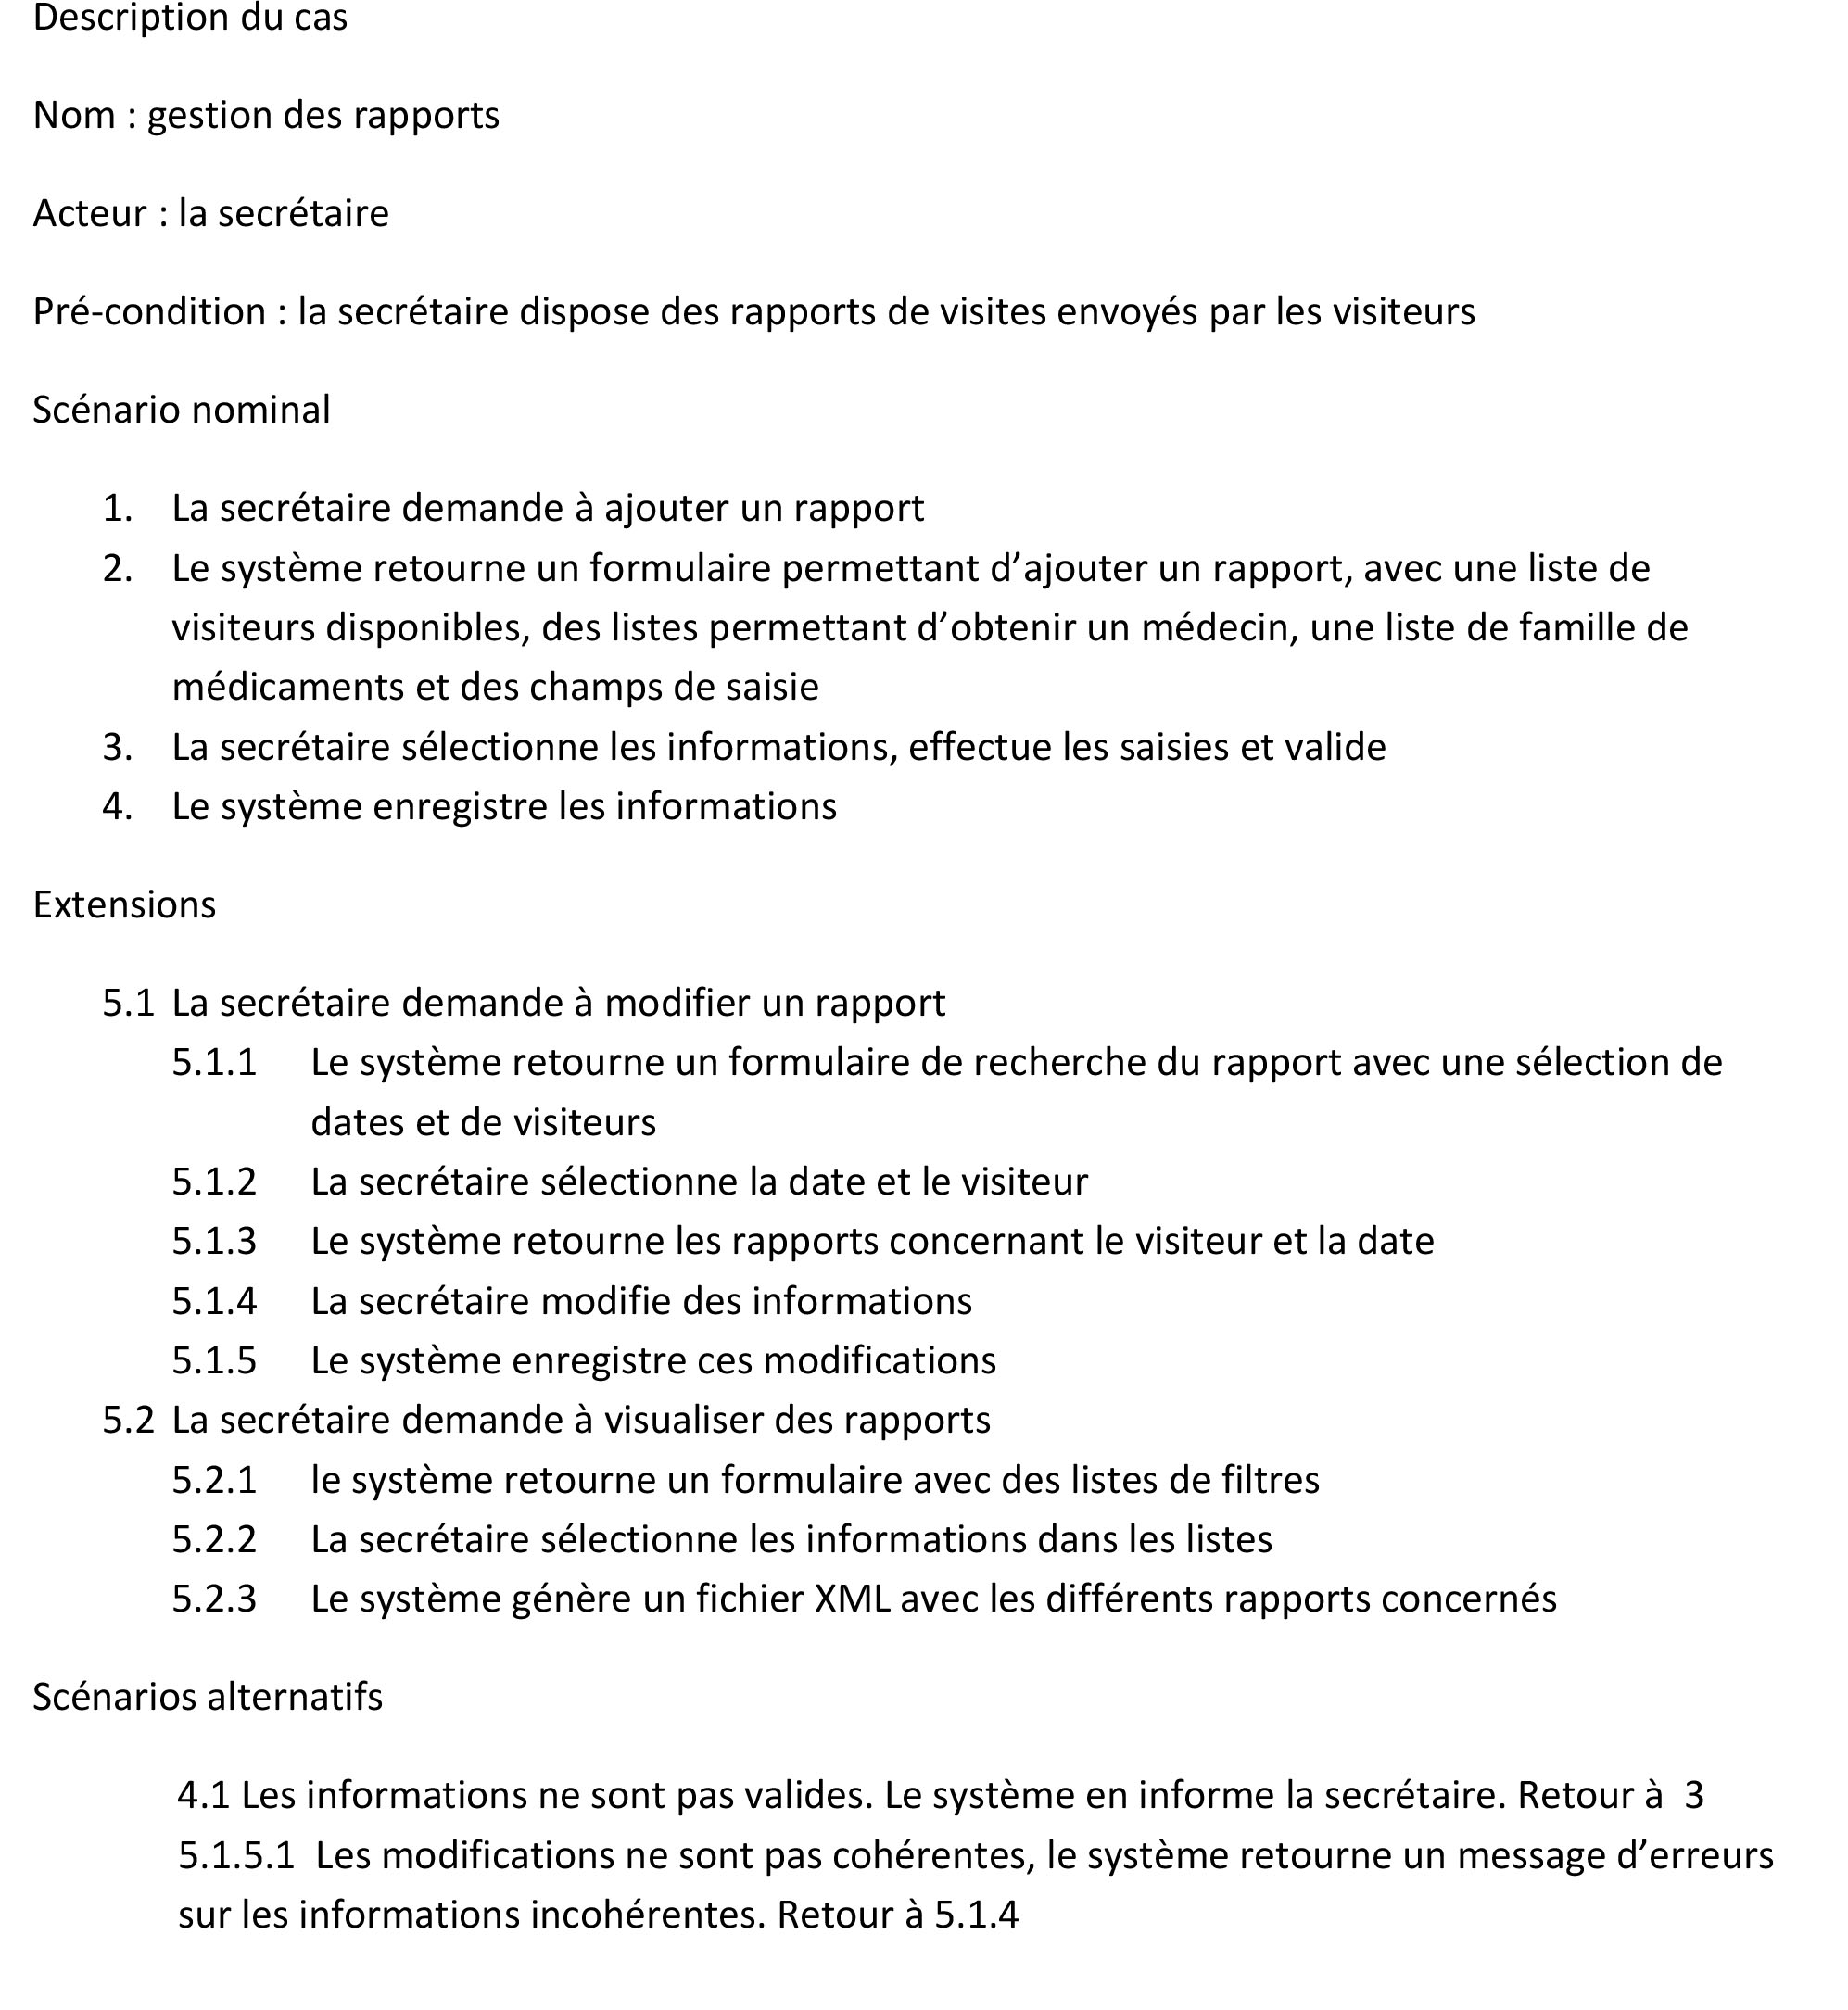 Description du cas
Nom : gestion des rapports
Acteur : la secrétaire
Pré-condition : la secrétaire dispose des rapports de visites envoyés par les visiteurs
Scénario nominal
1. La secrétaire demande à ajouter un rapport
2. Le système retourne un formulaire permettant d’ajouter un rapport, avec une liste de
visiteurs disponibles, des listes permettant d’obtenir un médecin, une liste de famille de
médicaments et des champs de saisie
3. La secrétaire sélectionne les informations, effectue les saisies et valide
4. Le système enregistre les informations
Extensions
5.1 La secrétaire demande à modifier un rapport
5.1.1 Le système retourne un formulaire de recherche du rapport avec une sélection de
dates et de visiteurs
5.1.2 La secrétaire sélectionne la date et le visiteur
5.1.3 Le système retourne les rapports concernant le visiteur et la date
5.1.4 La secrétaire modifie des informations
5.1.5 Le système enregistre ces modifications
5.2 La secrétaire demande à visualiser des rapports
5.2.1 le système retourne un formulaire avec des listes de filtres
5.2.2 La secrétaire sélectionne les informations dans les listes
5.2.3 Le système génère un fichier XML avec les différents rapports concernés
Scénarios alternatifs
4.1 Les informations ne sont pas valides. Le système en informe la secrétaire. Retour à 3
5.1.5.1 Les modifications ne sont pas cohérentes, le système retourne un message d’erreurs
sur les informations incohérentes. Retour à 5.1.4